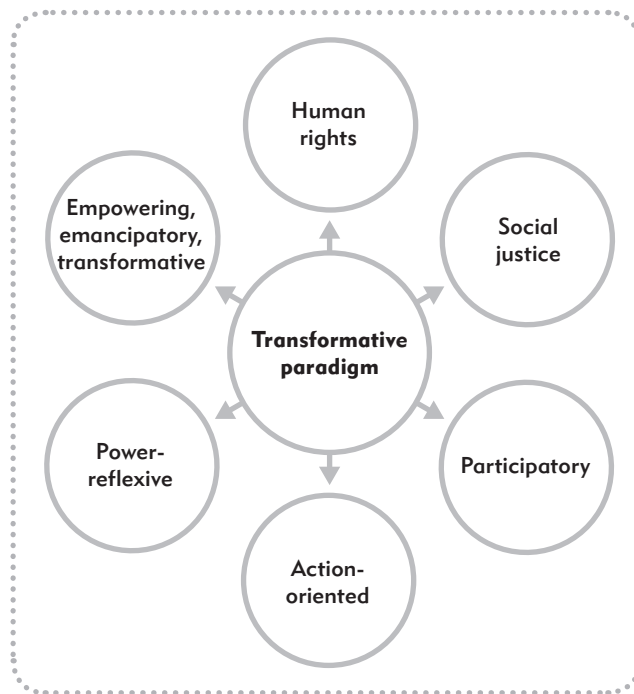 Human
rights
Empowering,
emancipatory,
transformative
Social
justice
Transformative
paradigm
Power-
reflexive
Participatory
Action-
oriented